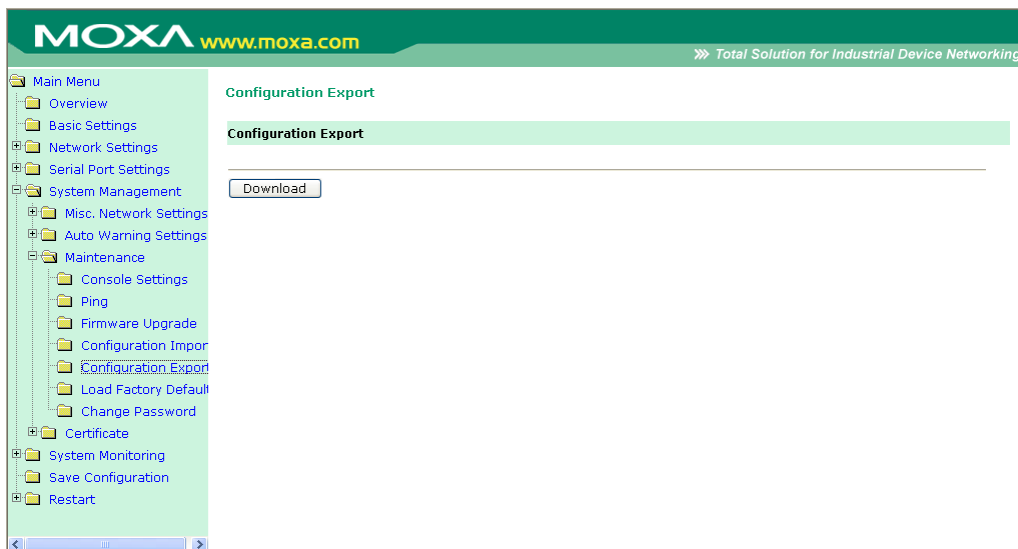 MOXA www.moxa.com
Total Solution for Industrial Device Networking
Main Menu
Overview
Basic Settings
Network Settings
Serial Port Settings
System Management
Misc. Network Settings
Auto Warning Settings
Maintenance
Console Settings
Ping
Firmware Upgrade
Configuration Impor
Configuration Export
Load Factory Default
Change Password
Certificate
System Monitoring
Save Configuration
Restart
Configuration Export
Configuration Export
Download